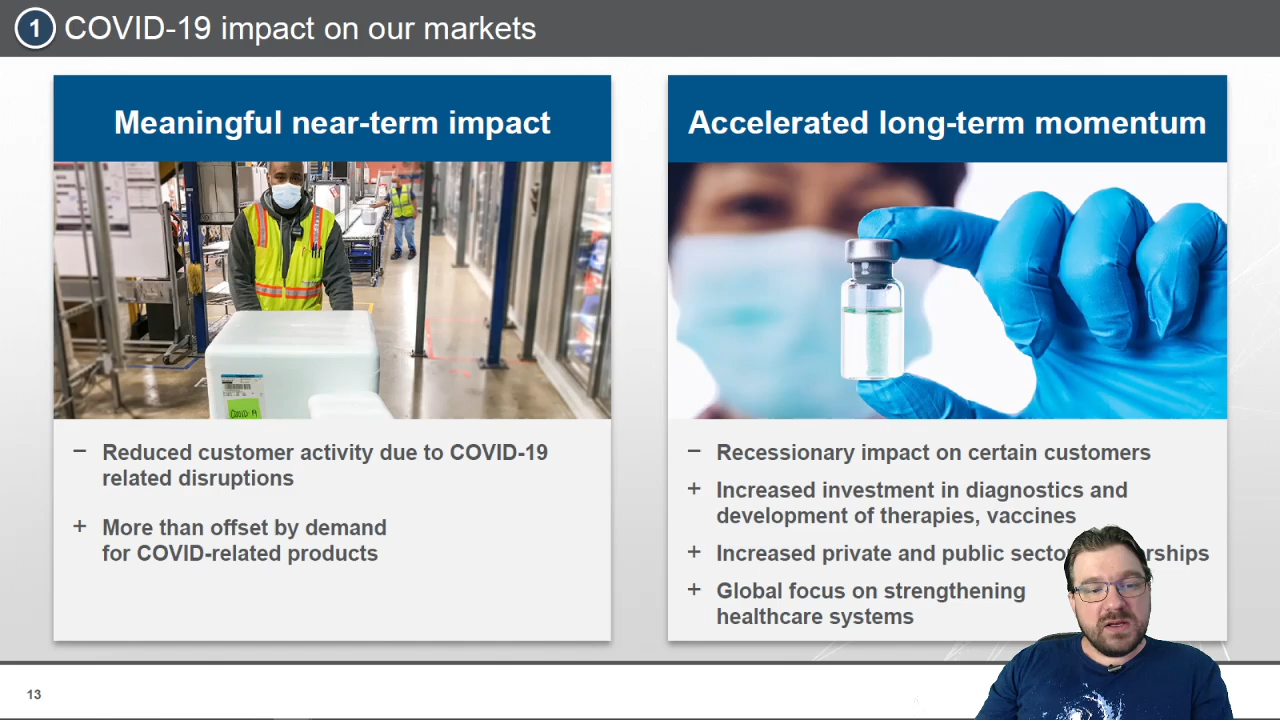 1 COVID-19 impact on our markets
Meaningful near-term impact
COVID-19
− Reduced customer activity due to COVID-19
related disruptions
+ More than offset by demand
for COVID-related products
Accelerated long-term momentum
− Recessionary impact on certain customers
+ Increased investment in diagnostics and
development of therapies, vaccines
+ Increased private and public
+ Global focus on strengthening
healthcare systems
13